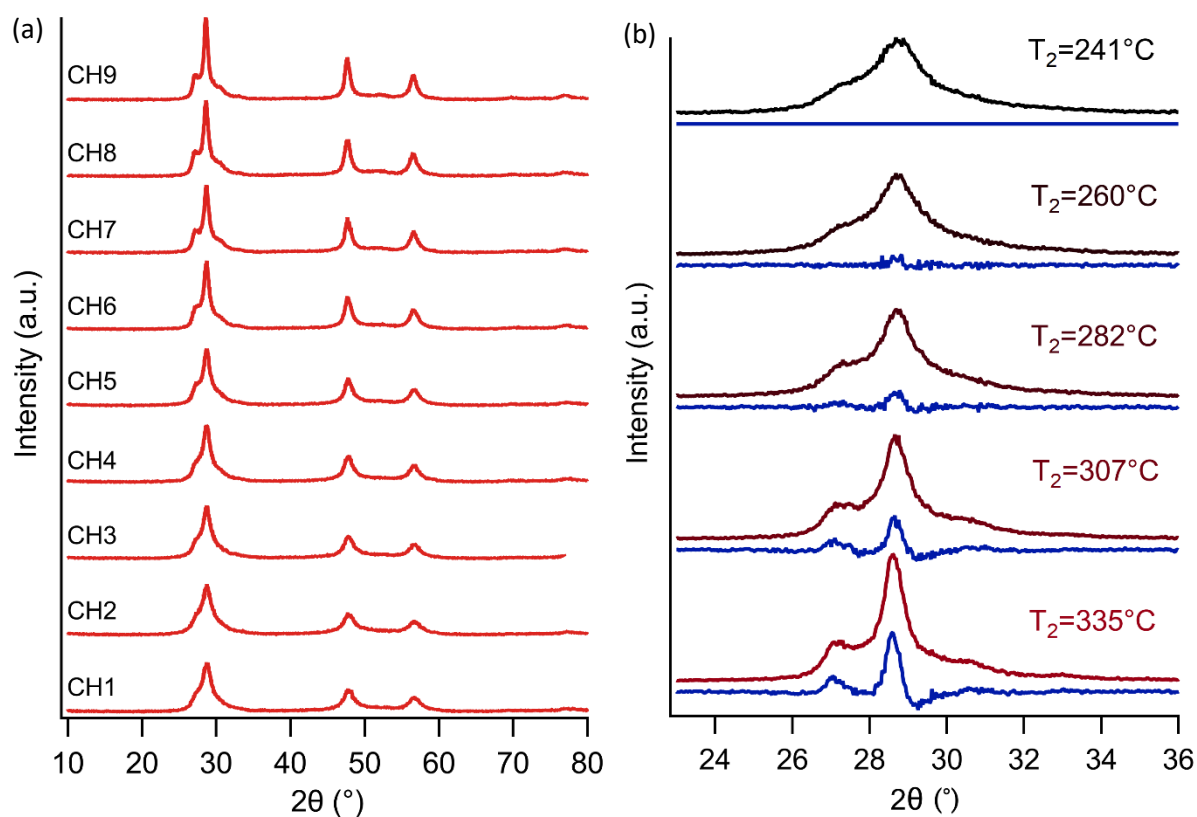 (a)
CH9
CH8
CH7
CH6
CH5
CH4
CH3
CH2
CH1
Intensity (a.u.)
10 20 30 40 50 60 70 80
2θ (°)
(b)
T₂=241°C
T₂=260°C
T₂=282°C
T₂=307°C
T₂=335°C
Intensity (a.u.)
24 26 28 30 32 34 36
2θ (°)